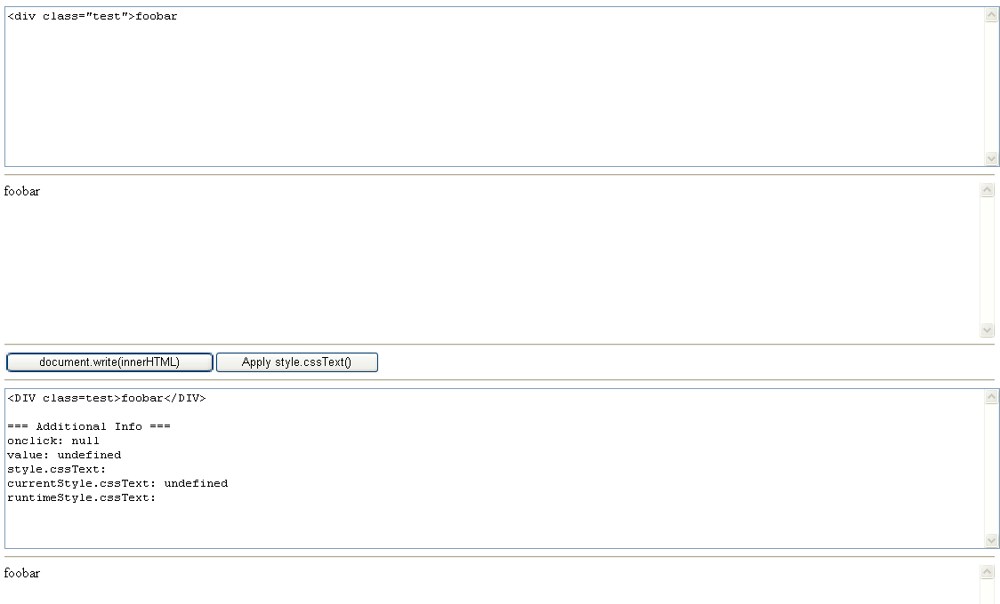 <div class="test">foobar
foobar
document.write(innerHTML) Apply style.cssText()
<DIV class=test>foobar</DIV>
=== Additional Info ===
onclick: null
value: undefined
style.cssText:
currentStyle.cssText: undefined
runtimeStyle.cssText:
foobar